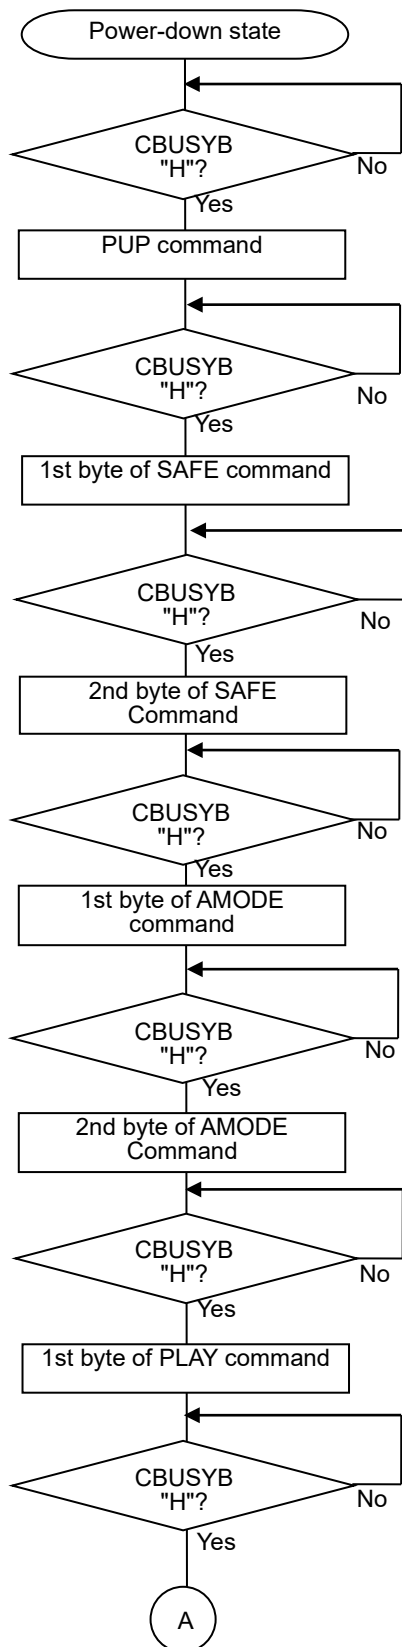 Power-down state
CBUSYB
"H"?
No
Yes
PUP command
CBUSYB
"H"?
No
Yes
1st byte of SAFE command
CBUSYB
"H"?
No
Yes
2nd byte of SAFE
Command
CBUSYB
"H"?
No
Yes
1st byte of AMODE
command
CBUSYB
"H"?
No
Yes
2nd byte of AMODE
Command
CBUSYB
"H"?
No
Yes
1st byte of PLAY command
CBUSYB
"H"?
No
Yes
A